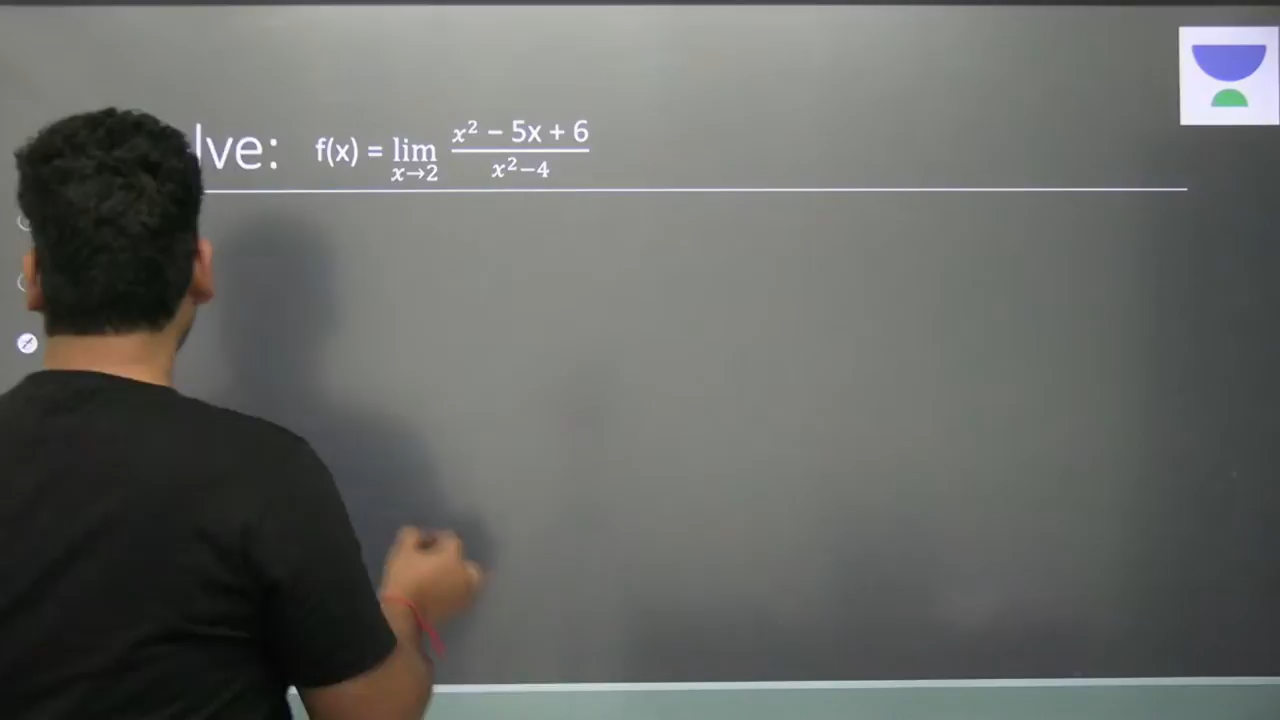 lve: f(x) = lim x→2 x² − 5x + 6 / x²−4